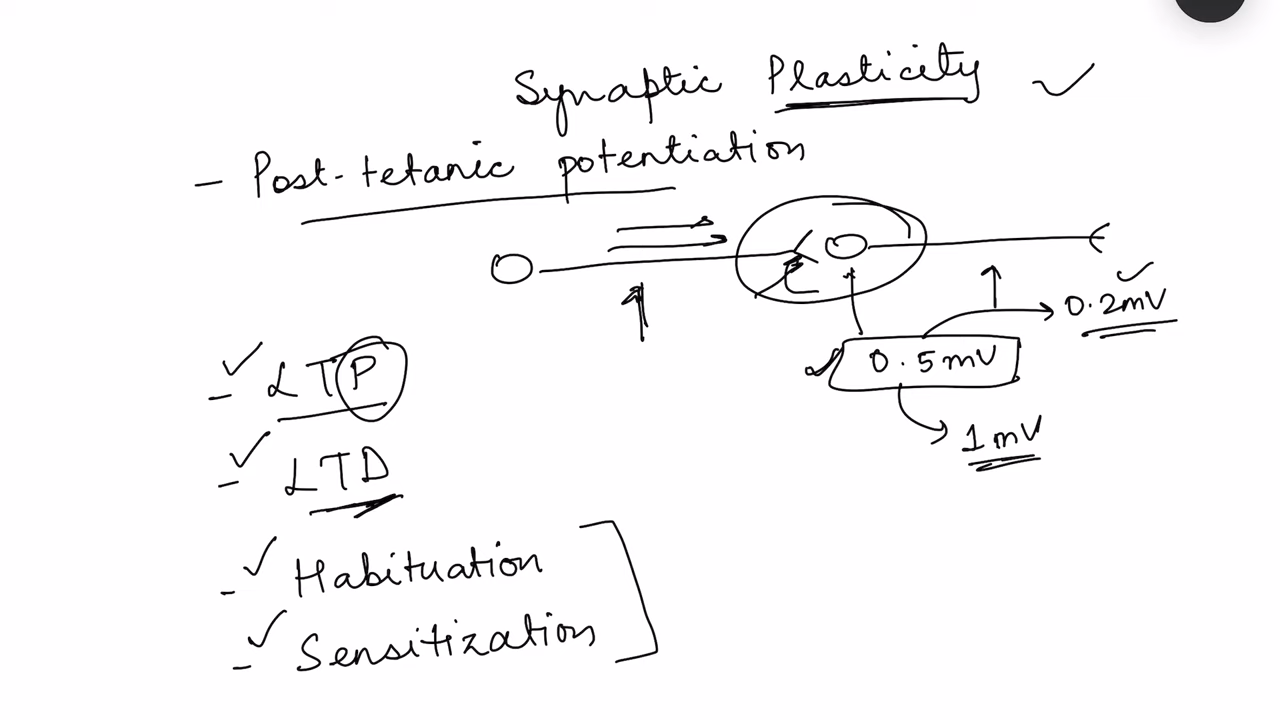 Synaptic Plasticity
- Post-tetanic potentiation
0.2mV
0.5mV
1mV
- LTP
- LTD
- Habituation
- Sensitization